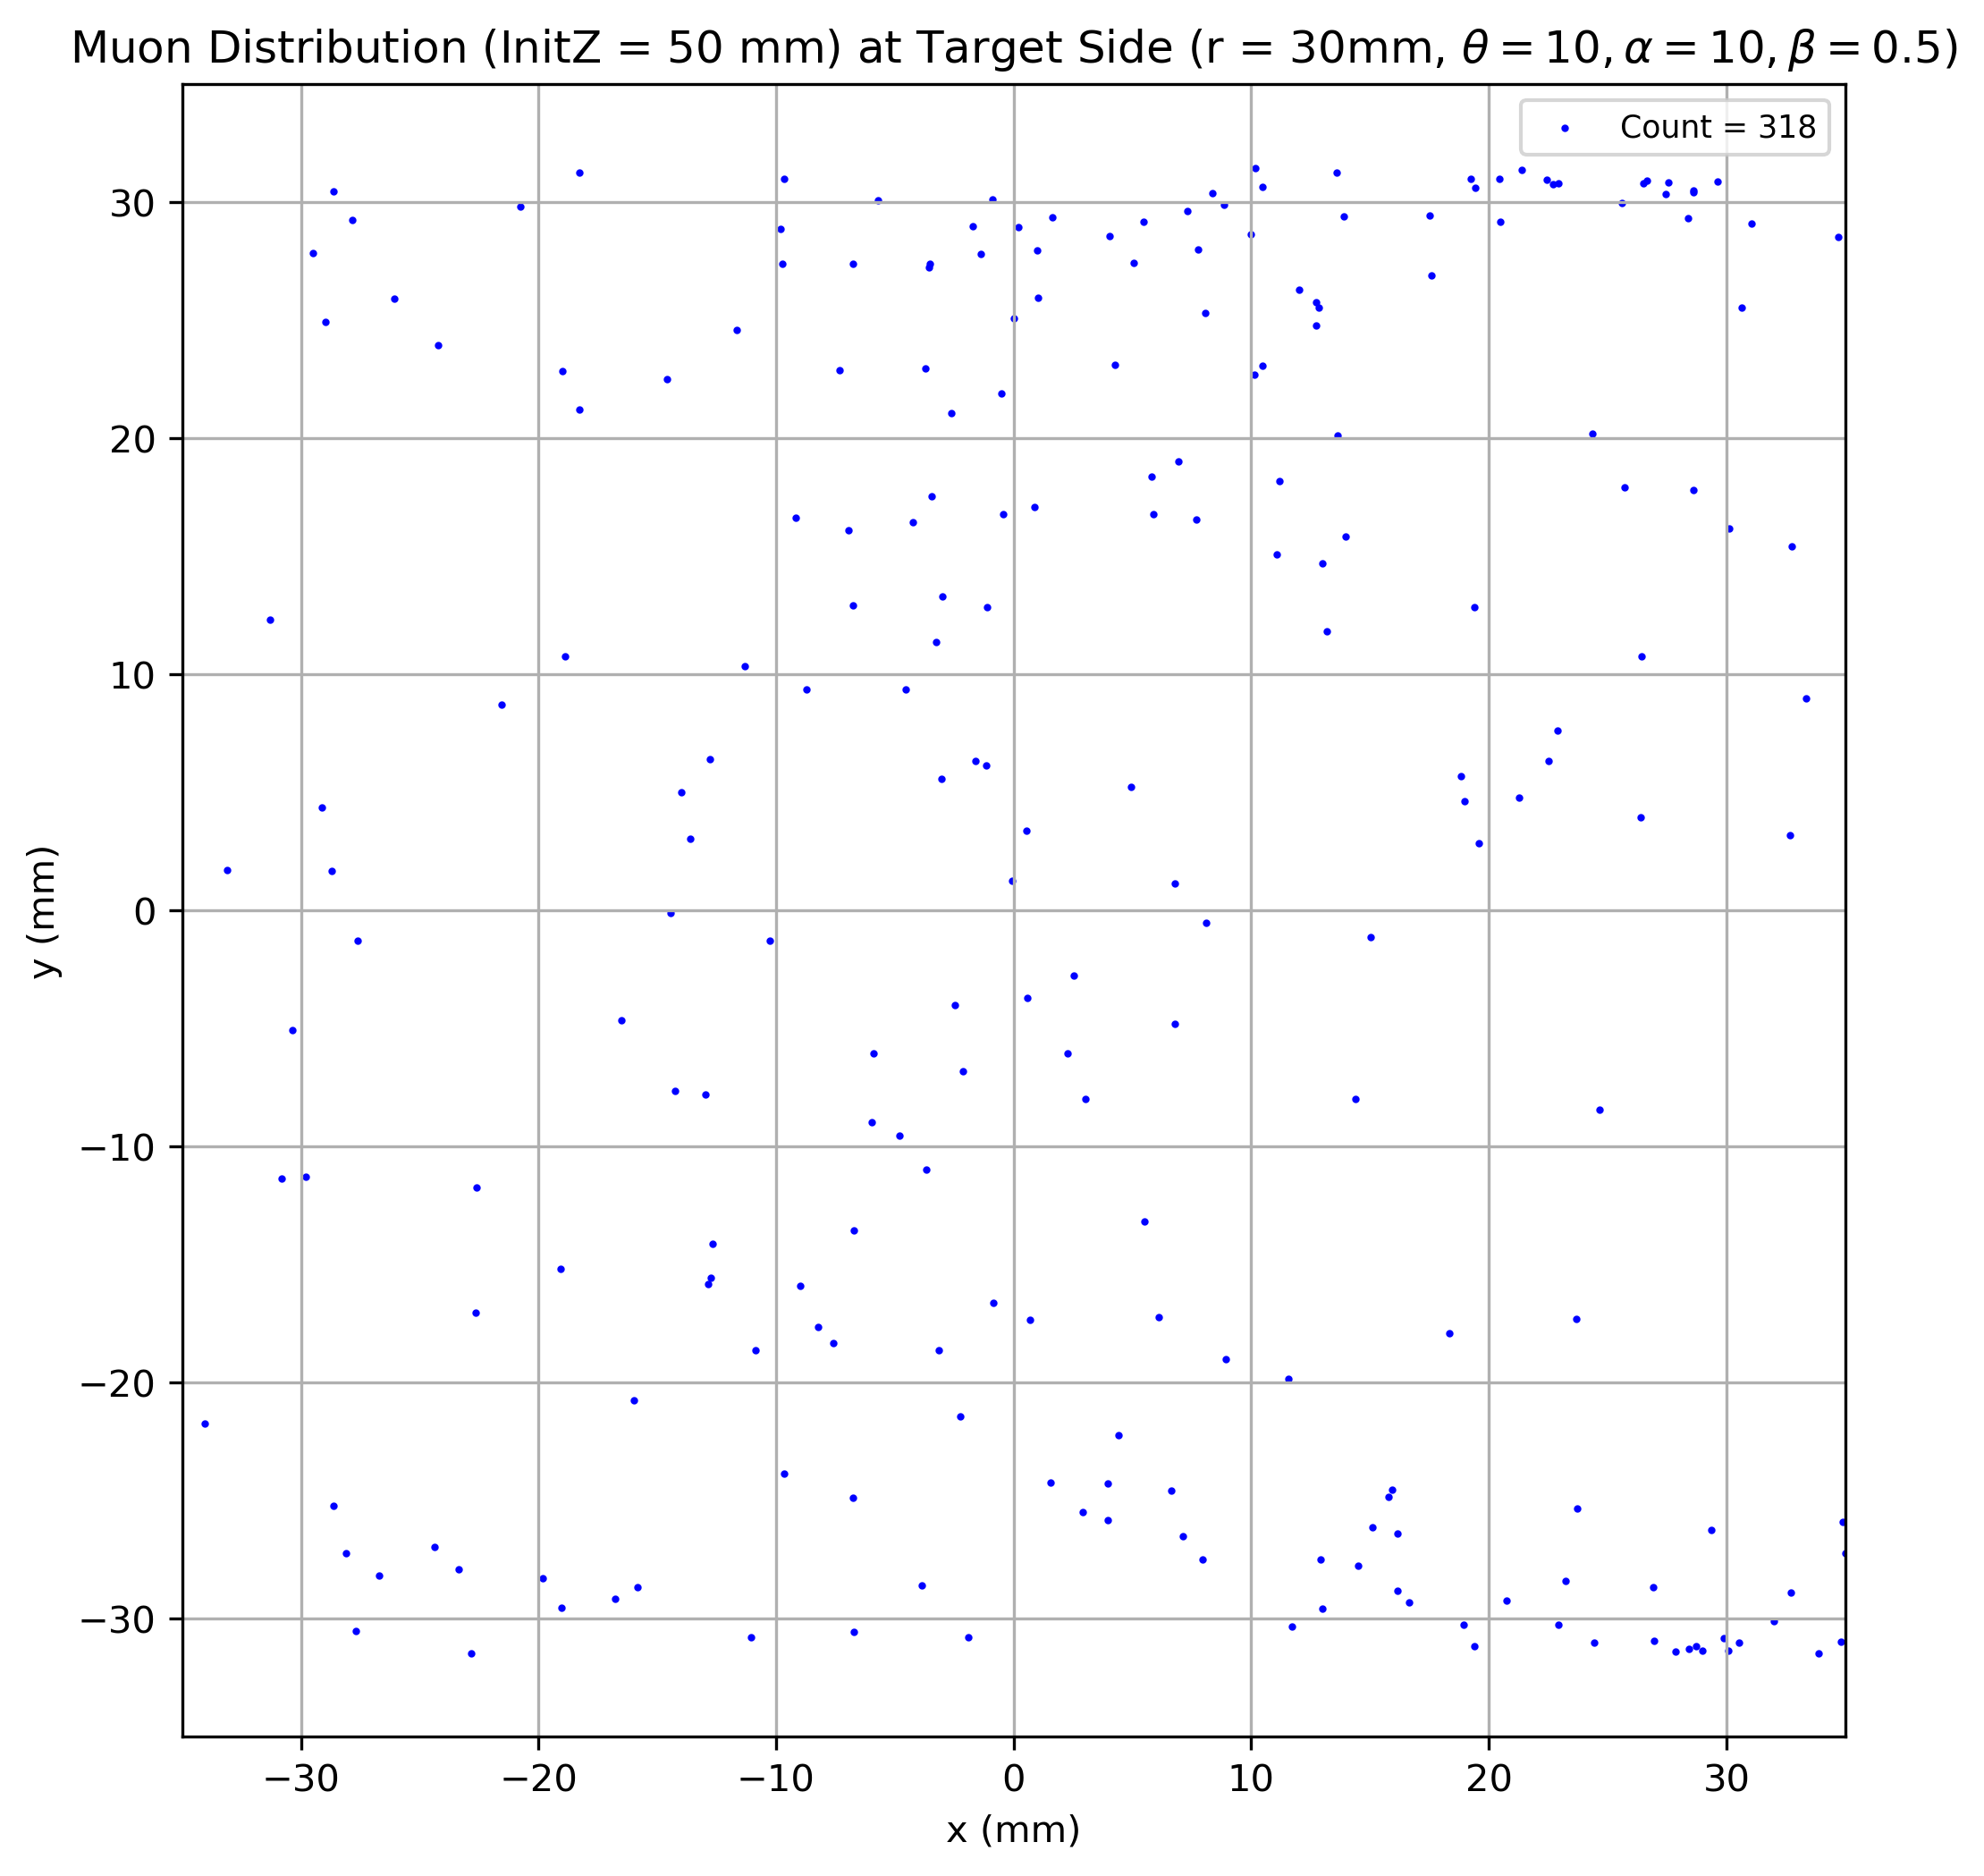 Muon Distribution (InitZ = 50 mm) at Target Side (r = 30mm, θ = 10, α = 10, β = 0.5)
Count = 318
30
20
10
0
−10
−20
−30
y (mm)
−30 −20 −10 0 10 20 30
x (mm)